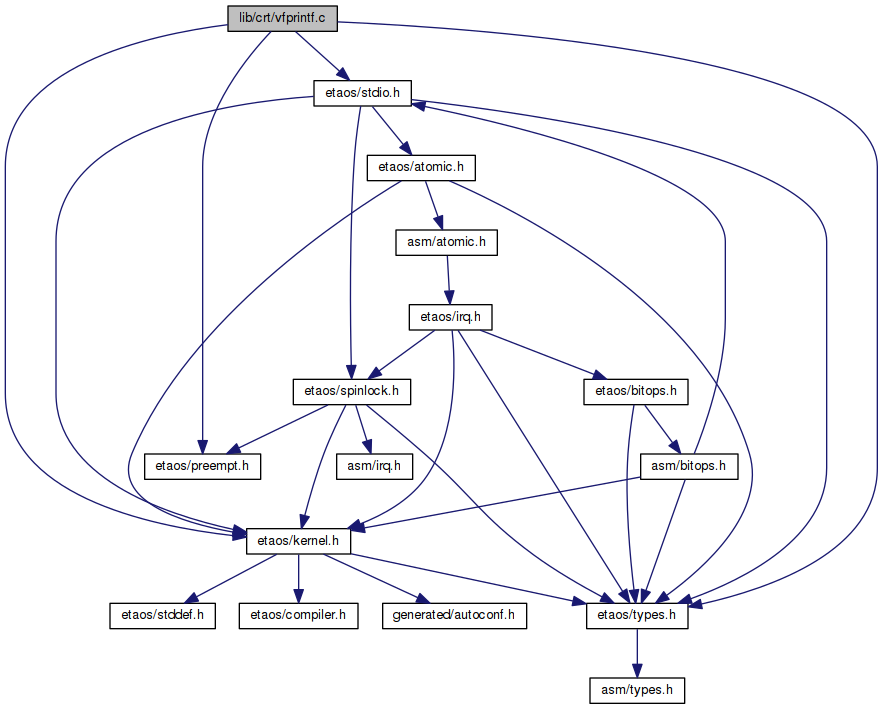 lib/crt/vfprintf.c
etaos/stdio.h
etaos/atomic.h
asm/atomic.h
etaos/irq.h
etaos/spinlock.h
etaos/bitops.h
etaos/preempt.h
asm/irq.h
asm/bitops.h
etaos/kernel.h
etaos/stddef.h
etaos/compiler.h
generated/autoconf.h
etaos/types.h
asm/types.h